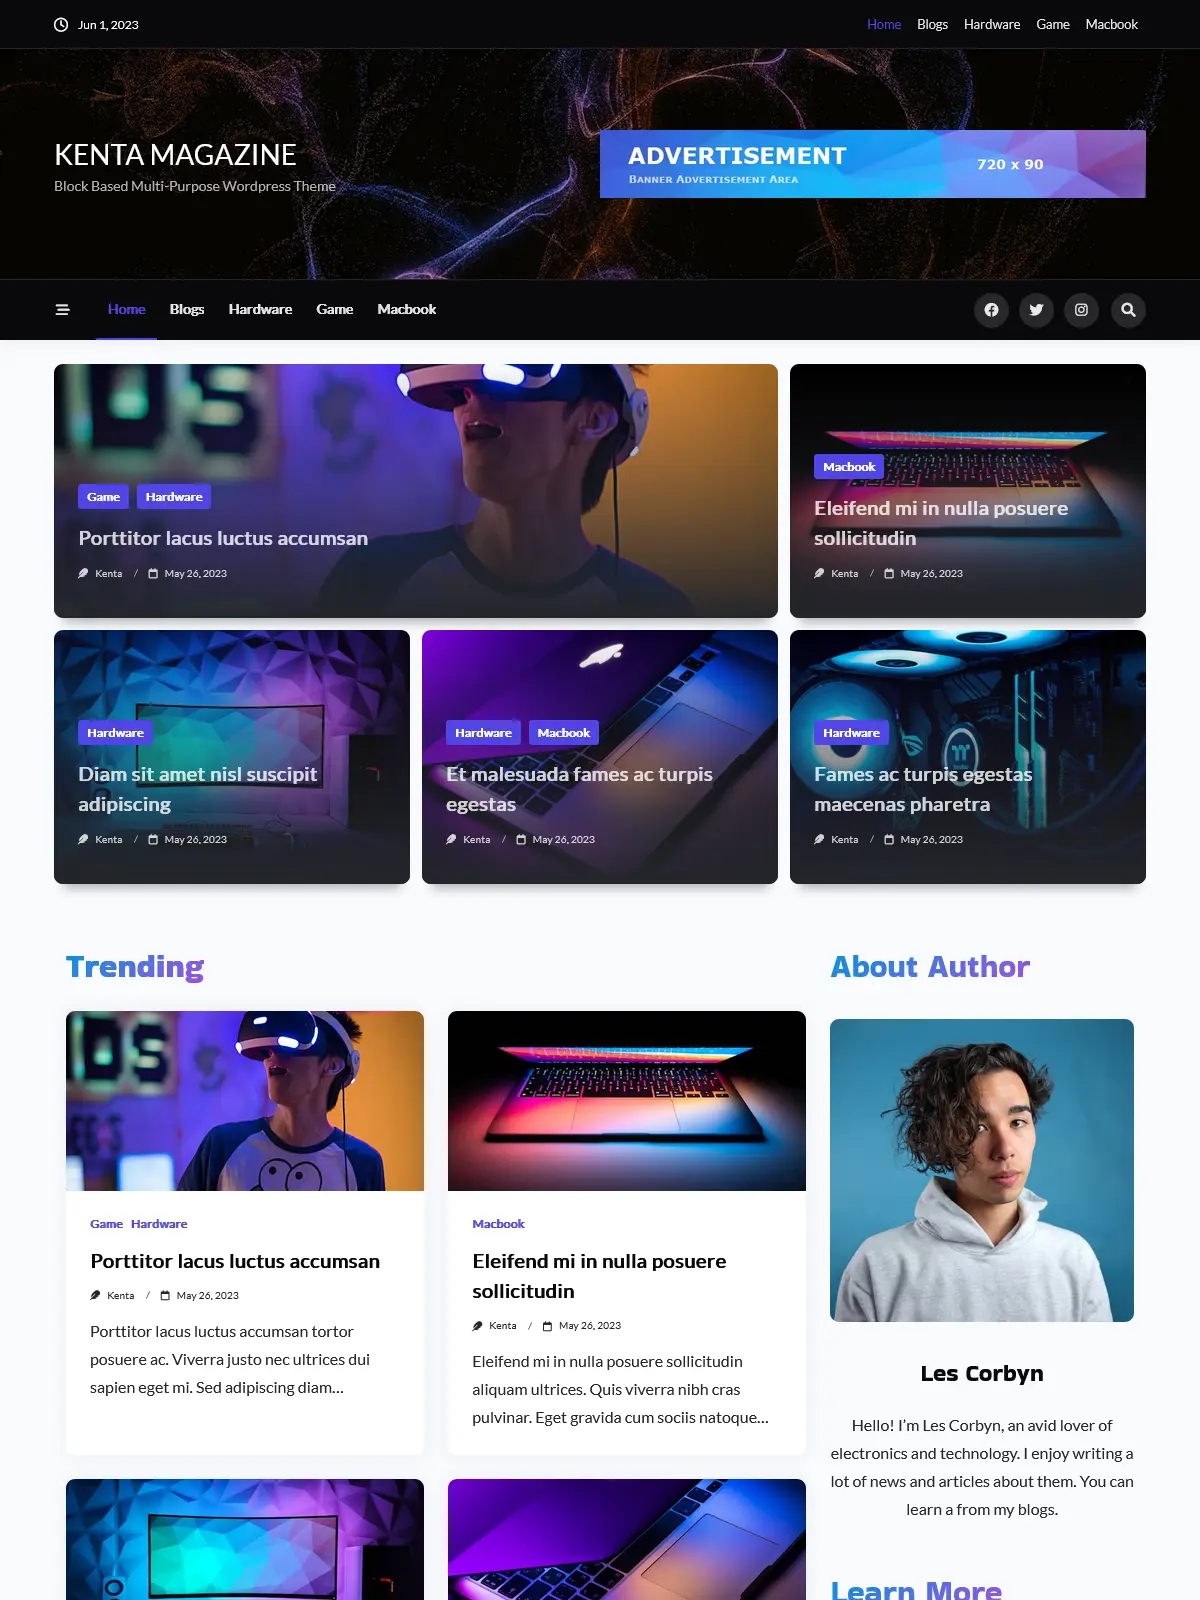 Jun 1, 2023
Home Blogs Hardware Game Macbook
KENTA MAGAZINE
Block Based Multi-Purpose Wordpress Theme
ADVERTISEMENT
Banner Advertisement Area
720 x 90
Home Blogs Hardware Game Macbook
Game Hardware
Porttitor lacus luctus accumsan
Kenta / May 26, 2023
Macbook
Eleifend mi in nulla posuere
sollicitudin
Kenta / May 26, 2023
Hardware
Diam sit amet nisl suscipit
adipiscing
Kenta / May 26, 2023
Hardware Macbook
Et malesuada fames ac turpis
egestas
Kenta / May 26, 2023
Hardware
Fames ac turpis egestas
maecenas pharetra
Kenta / May 26, 2023
Trending
Game Hardware
Porttitor lacus luctus accumsan
Kenta / May 26, 2023
Porttitor lacus luctus accumsan tortor
posuere ac. Viverra justo nec ultrices dui
sapien eget mi. Sed adipiscing diam…
Macbook
Eleifend mi in nulla posuere
sollicitudin
Kenta / May 26, 2023
Eleifend mi in nulla posuere sollicitudin
aliquam ultrices. Quis viverra nibh cras
pulvinar. Eget gravida cum sociis natoque…
About Author
Les Corbyn
Hello! I’m Les Corbyn, an avid lover of
electronics and technology. I enjoy writing a
lot of news and articles about them. You can
learn a from my blogs.
Learn More